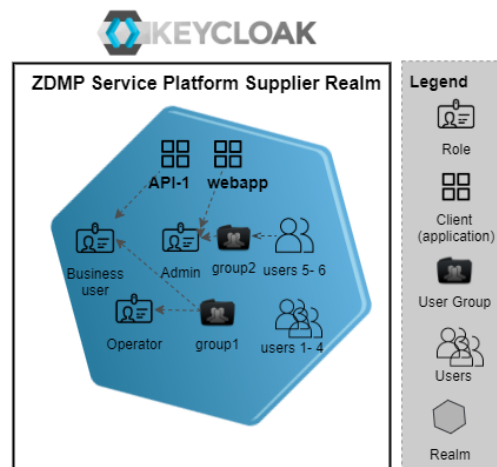 KEYCLOAK
ZDMP Service Platform Supplier Realm
API-1 webapp
Business
user
Admin
group2
users 5- 6
Operator
group1
users 1- 4
Legend
Role
Client
(application)
User Group
Users
Realm